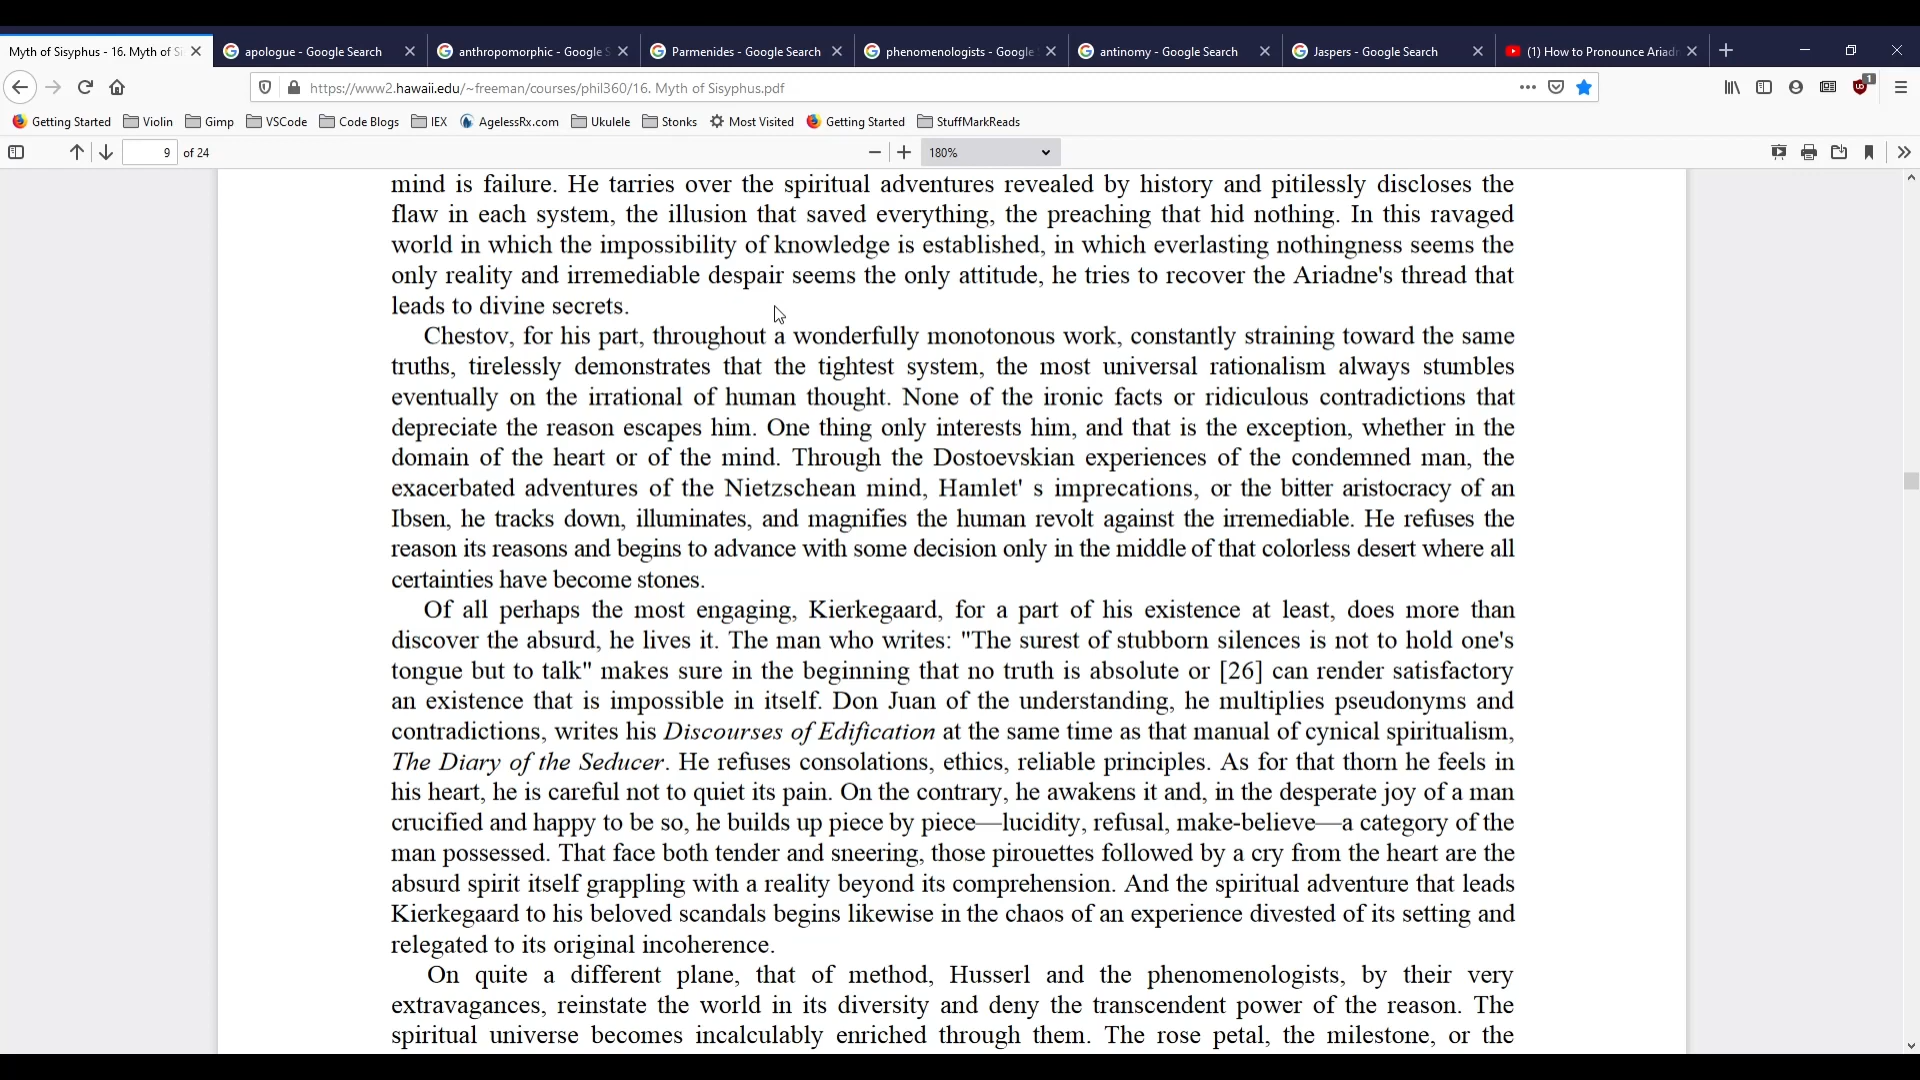 Myth of Sisyphus - 16. Myth of Si
apologue - Google Search
anthropomorphic - Google S
Parmenides - Google Search
phenomenologists - Google
antinomy - Google Search
Jaspers - Google Search
(1) How to Pronounce Ariadn
https://www2.hawaii.edu/~freeman/courses/phil360/16. Myth of Sisyphus.pdf
1
Getting Started
Violin
Gimp
VSCode
Code Blogs
IEX
AgelessRx.com
Ukulele
Stonks
Most Visited
Getting Started
StuffMarkReads
9 of 24
180%
mind is failure. He tarries over the spiritual adventures revealed by history and pitilessly discloses the
flaw in each system, the illusion that saved everything, the preaching that hid nothing. In this ravaged
world in which the impossibility of knowledge is established, in which everlasting nothingness seems the
only reality and irremediable despair seems the only attitude, he tries to recover the Ariadne's thread that
leads to divine secrets.
Chestov, for his part, throughout a wonderfully monotonous work, constantly straining toward the same
truths, tirelessly demonstrates that the tightest system, the most universal rationalism always stumbles
eventually on the irrational of human thought. None of the ironic facts or ridiculous contradictions that
depreciate the reason escapes him. One thing only interests him, and that is the exception, whether in the
domain of the heart or of the mind. Through the Dostoevskian experiences of the condemned man, the
exacerbated adventures of the Nietzschean mind, Hamlet' s imprecations, or the bitter aristocracy of an
Ibsen, he tracks down, illuminates, and magnifies the human revolt against the irremediable. He refuses the
reason its reasons and begins to advance with some decision only in the middle of that colorless desert where all
certainties have become stones.
Of all perhaps the most engaging, Kierkegaard, for a part of his existence at least, does more than
discover the absurd, he lives it. The man who writes: "The surest of stubborn silences is not to hold one's
tongue but to talk" makes sure in the beginning that no truth is absolute or [26] can render satisfactory
an existence that is impossible in itself. Don Juan of the understanding, he multiplies pseudonyms and
contradictions, writes his Discourses of Edification at the same time as that manual of cynical spiritualism,
The Diary of the Seducer. He refuses consolations, ethics, reliable principles. As for that thorn he feels in
his heart, he is careful not to quiet its pain. On the contrary, he awakens it and, in the desperate joy of a man
crucified and happy to be so, he builds up piece by piece—lucidity, refusal, make-believe—a category of the
man possessed. That face both tender and sneering, those pirouettes followed by a cry from the heart are the
absurd spirit itself grappling with a reality beyond its comprehension. And the spiritual adventure that leads
Kierkegaard to his beloved scandals begins likewise in the chaos of an experience divested of its setting and
relegated to its original incoherence.
On quite a different plane, that of method, Husserl and the phenomenologists, by their very
extravagances, reinstate the world in its diversity and deny the transcendent power of the reason. The
spiritual universe becomes incalculably enriched through them. The rose petal, the milestone, or the